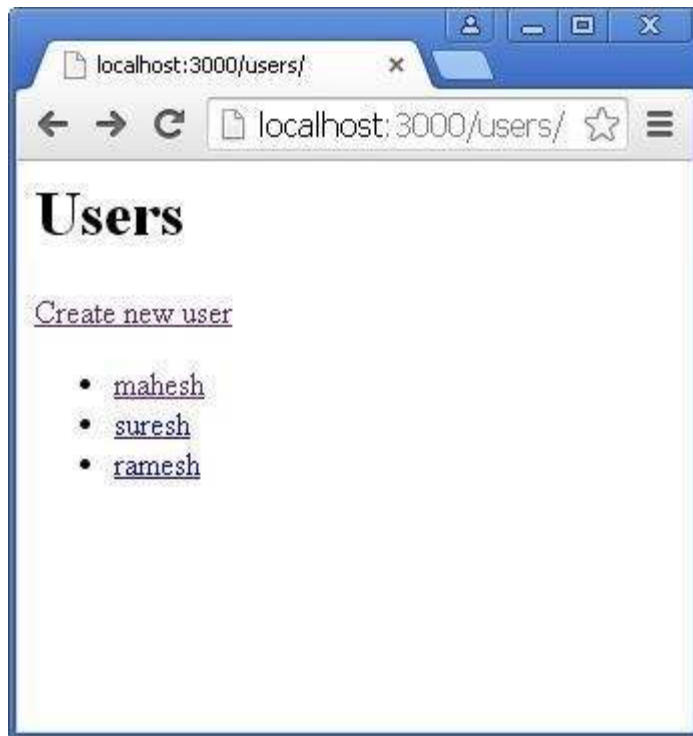 localhost:3000/users/
localhost:3000/users/
Users
Create new user
mahesh
suresh
ramesh